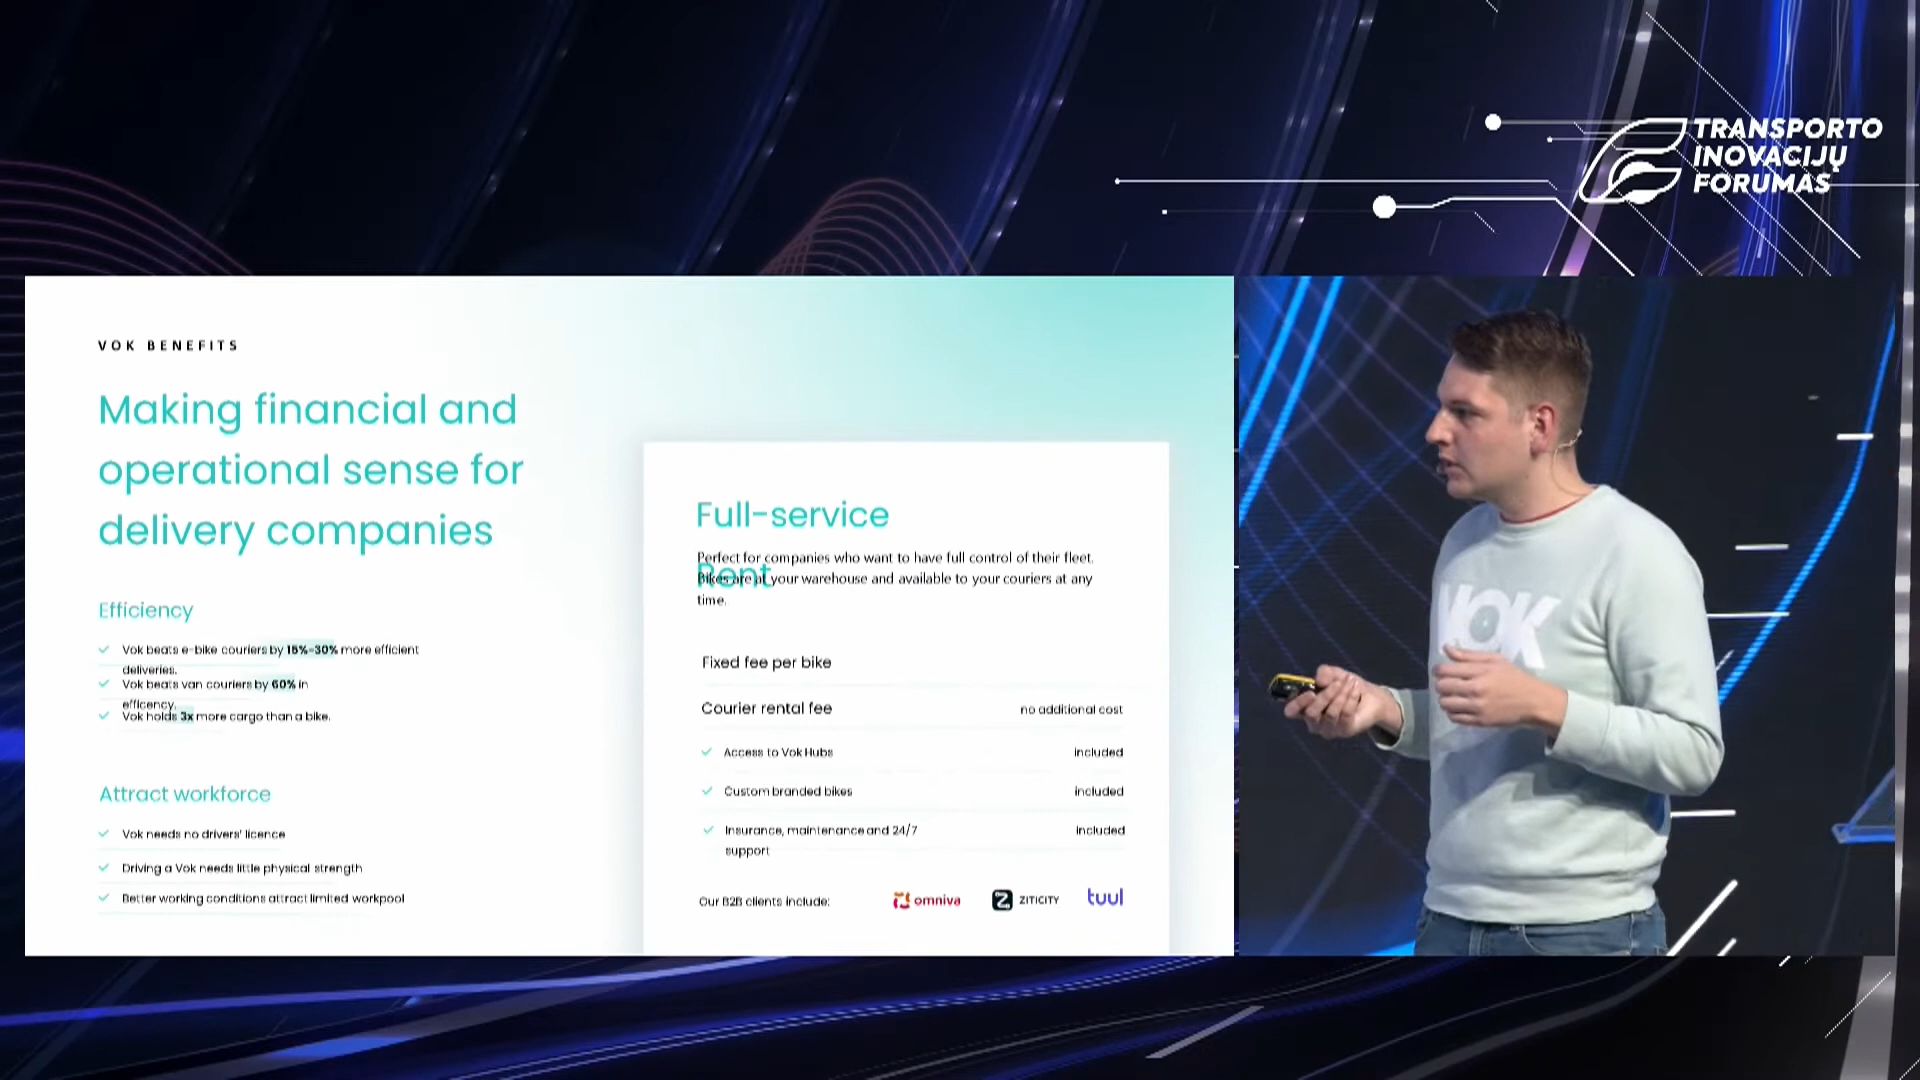 TRANSPORTO
INOVACIJŲ
FORUMAS
VOK BENEFITS
Making financial and
operational sense for
delivery companies
Efficiency
Vok beats e-bike couriers by 15%-30% more efficient
deliveries.
Vok beats van couriers by 60% in
efficency.
Vok holds 3x more cargo than a bike.
Attract workforce
Vok needs no drivers' licence
Driving a Vok needs little physical strength
Better working conditions attract limited workpool
Full-service
Rent
Perfect for companies who want to have full control of their fleet.
Bikes are at your warehouse and available to your couriers at any
time.
Fixed fee per bike
Courier rental fee no additional cost
Access to Vok Hubs included
Custom branded bikes included
Insurance, maintenance and 24/7 included
support
Our B2B clients include: omniva ZITICITY tuul
VOK